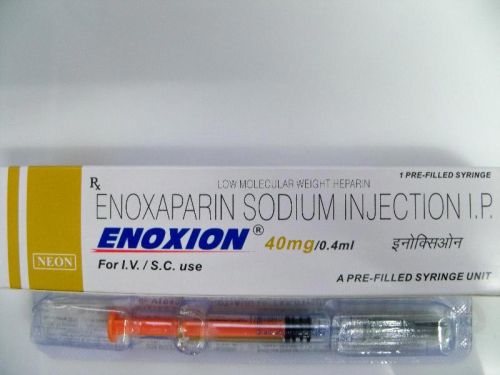 1 PRE-FILLED SYRINGE
Rx LOW MOLECULAR WEIGHT HEPARIN
ENOXAPARIN SODIUM INJECTION I.P.
ENOXION® 40mg/0.4ml इनोक्सिओन
NEON For I.V. / S.C. use
A PRE-FILLED SYRINGE UNIT